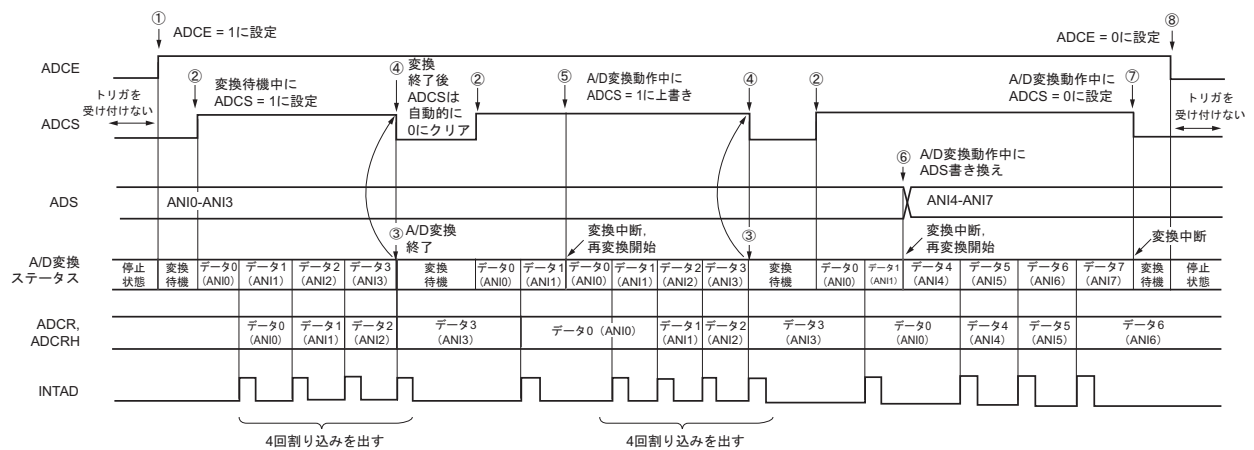 ①
ADCE = 1に設定
⑧
ADCE = 0に設定
ADCE
②
変換待機中に
ADCS = 1に設定
④
変換
終了後
ADCSは
自動的に
0にクリア
②
⑤
A/D変換動作中に
ADCS = 1に上書き
④
②
A/D変換動作中に
ADCS = 0に設定
⑦
トリガを
受け付けない
トリガを
受け付けない
ADCS
⑥
A/D変換動作中に
ADS書き換え
ADS
ANI0-ANI3
ANI4-ANI7
③
A/D変換
終了
変換中断,
再変換開始
③
変換中断,
再変換開始
変換中断
A/D変換
ステータス
停止
状態
変換
待機
データ0
(ANI0)
データ1
(ANI1)
データ2
(ANI2)
データ3
(ANI3)
変換
待機
データ0
(ANI0)
データ1
(ANI1)
データ0
(ANI0)
データ1
(ANI1)
データ2
(ANI2)
データ3
(ANI3)
変換
待機
データ0
(ANI0)
データ1
(ANI1)
データ4
(ANI4)
データ5
(ANI5)
データ6
(ANI6)
データ7
(ANI7)
変換
待機
停止
状態
ADCR,
ADCRH
データ0
(ANI0)
データ1
(ANI1)
データ2
(ANI2)
データ3
(ANI3)
データ0 (ANI0)
データ1
(ANI1)
データ2
(ANI2)
データ3
(ANI3)
データ0
(ANI0)
データ4
(ANI4)
データ5
(ANI5)
データ6
(ANI6)
INTAD
4回割り込みを出す
4回割り込みを出す